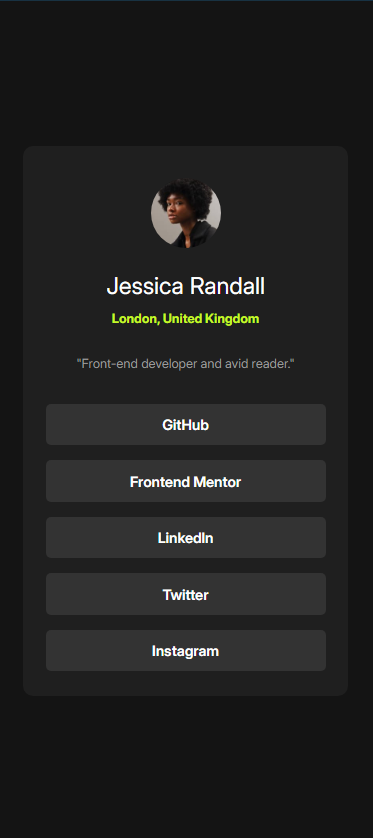 Jessica Randall
London, United Kingdom
"Front-end developer and avid reader."
GitHub
Frontend Mentor
LinkedIn
Twitter
Instagram